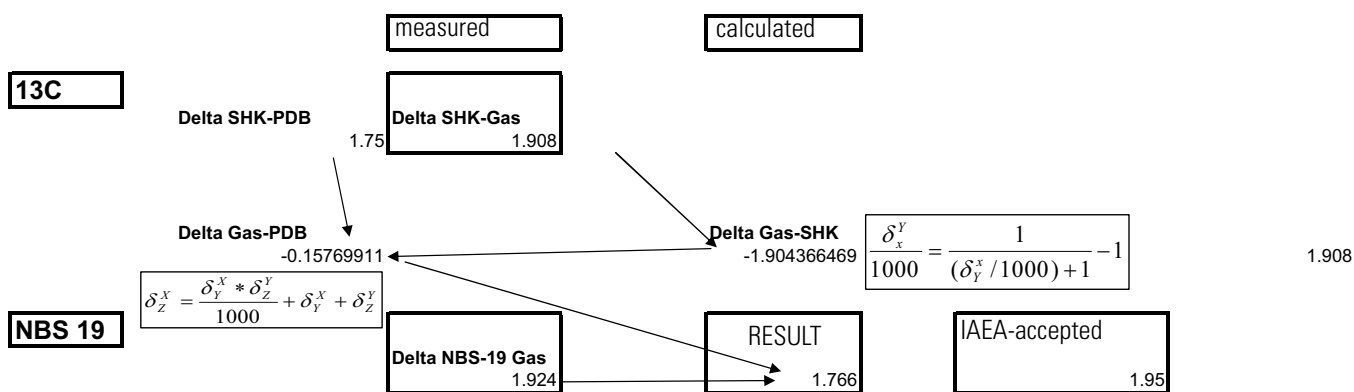 measured calculated
13C
Delta SHK-PDB Delta SHK-Gas
1.75 1.908
Delta Gas-PDB Delta Gas-SHK
-0.15769911 -1.904366469 1.908
δ_x^Y / 1000 = 1 / ((δ_Y^x / 1000) + 1) − 1
δ_Z^X = (δ_Y^X * δ_Z^Y) / 1000 + δ_Y^X + δ_Z^Y
NBS 19 RESULT IAEA-accepted
Delta NBS-19 Gas
1.924 1.766 1.95